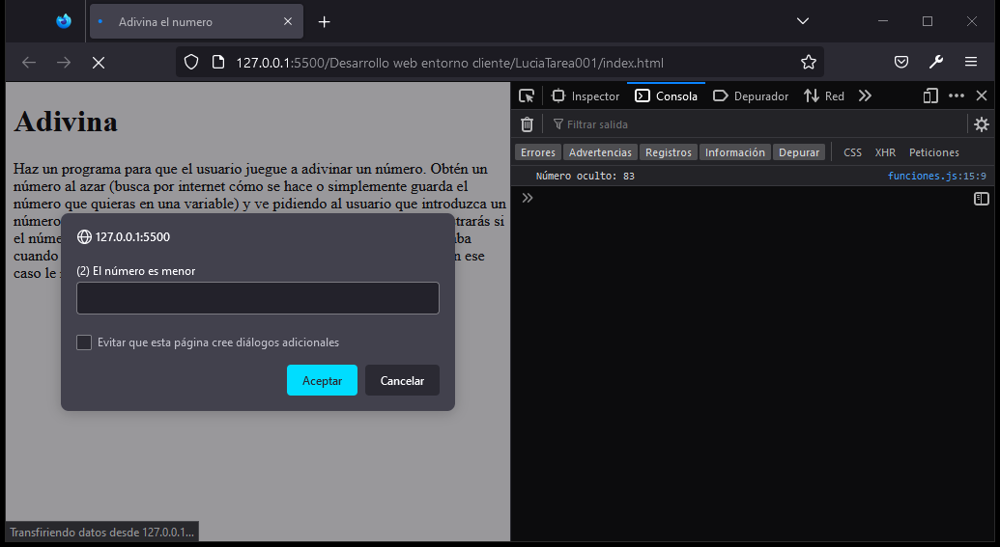 Adivina el numero
127.0.0.1:5500/Desarrollo web entorno cliente/LuciaTarea001/index.html
Adivina
Haz un programa para que el usuario juegue a adivinar un número. Obtén un
número al azar (busca por internet cómo se hace o simplemente guarda el
número que quieras en una variable) y ve pidiendo al usuario que introduzca un
número
trarás si
el núme
aba
cuando
n ese
caso le
127.0.0.1:5500
(2) El número es menor
Evitar que esta página cree diálogos adicionales
Aceptar
Cancelar
Transfiriendo datos desde 127.0.0.1...
Inspector
Consola
Depurador
Red
Filtrar salida
Errores
Advertencias
Registros
Información
Depurar
CSS
XHR
Peticiones
Número oculto: 83
funciones.js:15:9